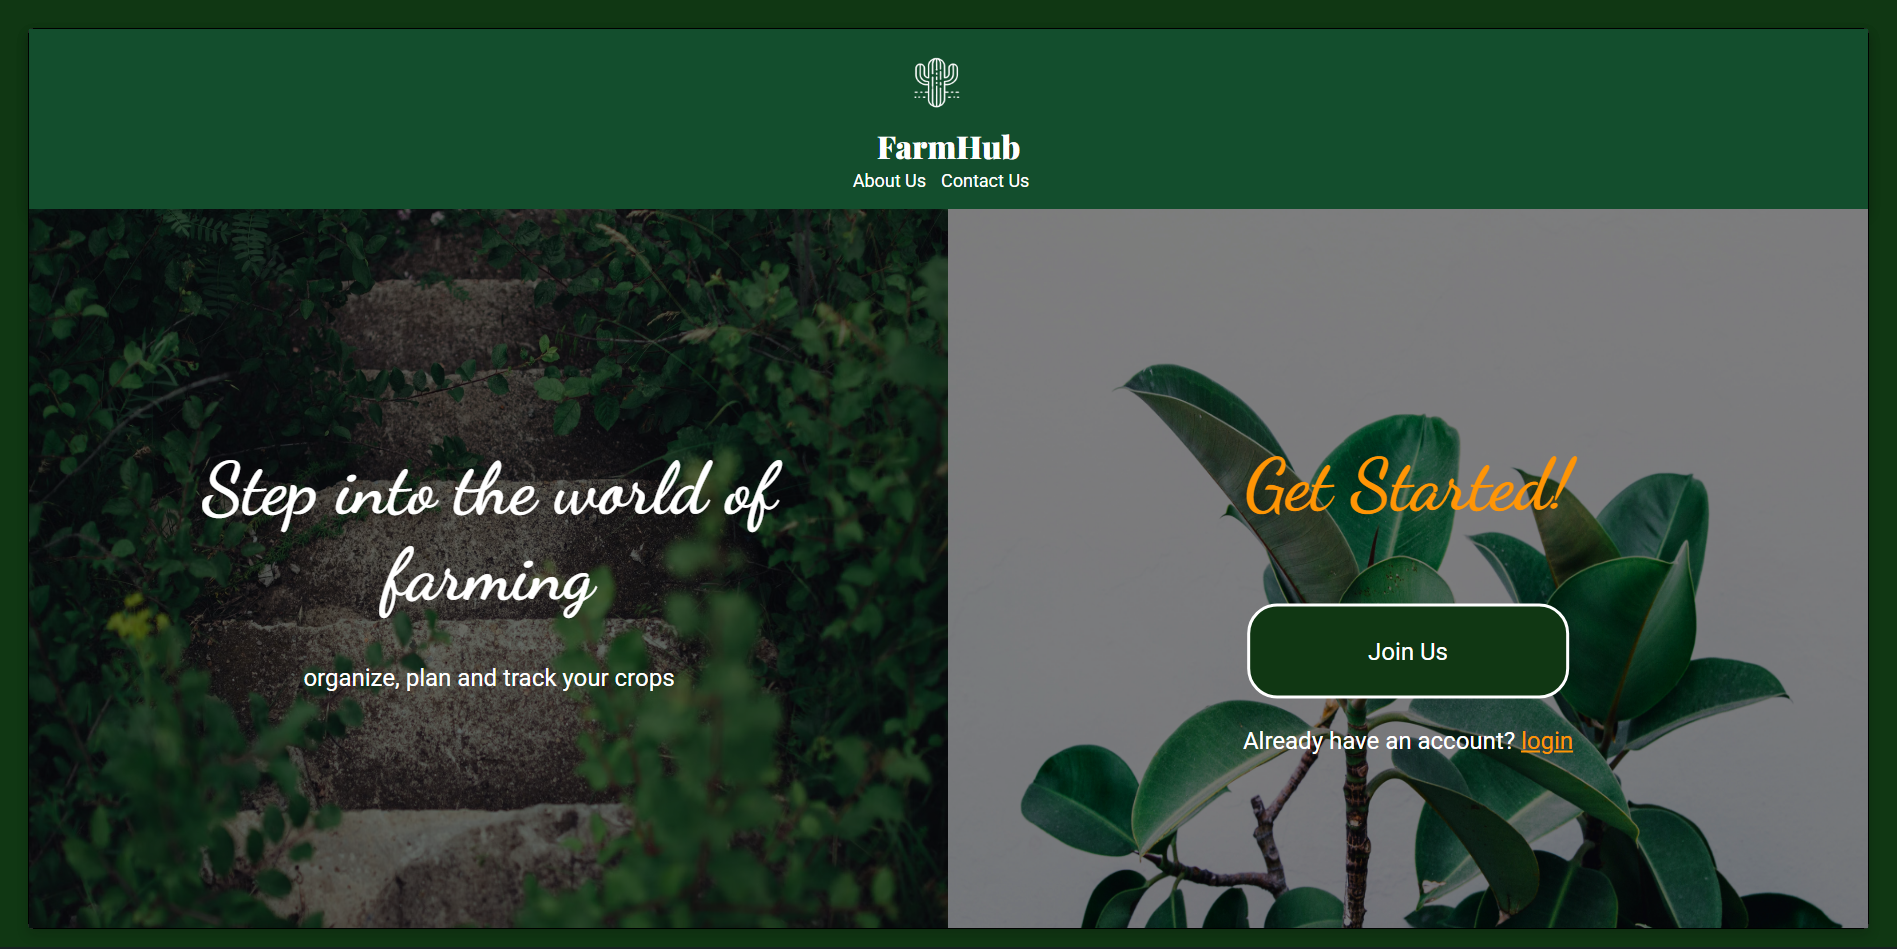 FarmHub
About Us Contact Us
Step into the world of
farming
organize, plan and track your crops
Get Started!
Join Us
Already have an account? login